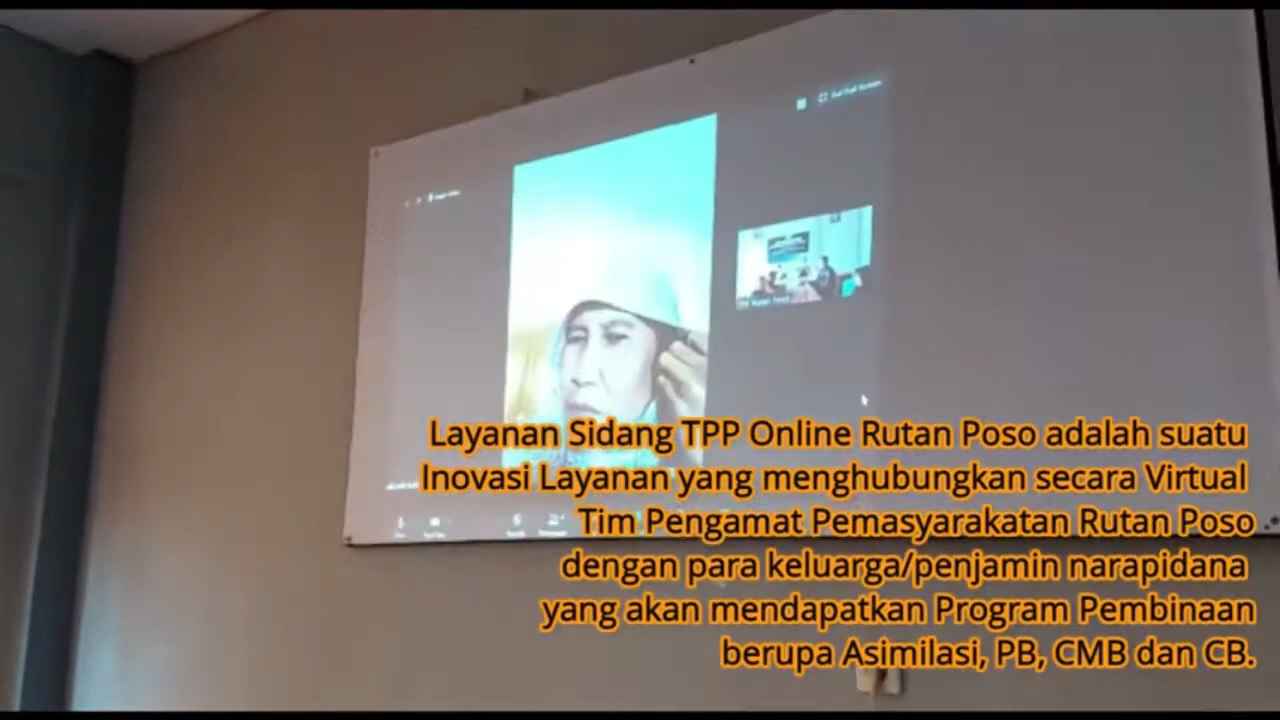 Layanan Sidang TPP Online Rutan Poso adalah suatu
Inovasi Layanan yang menghubungkan secara Virtual
Tim Pengamat Pemasyarakatan Rutan Poso
dengan para keluarga/penjamin narapidana
yang akan mendapatkan Program Pembinaan
berupa Asimilasi, PB, CMB dan CB.